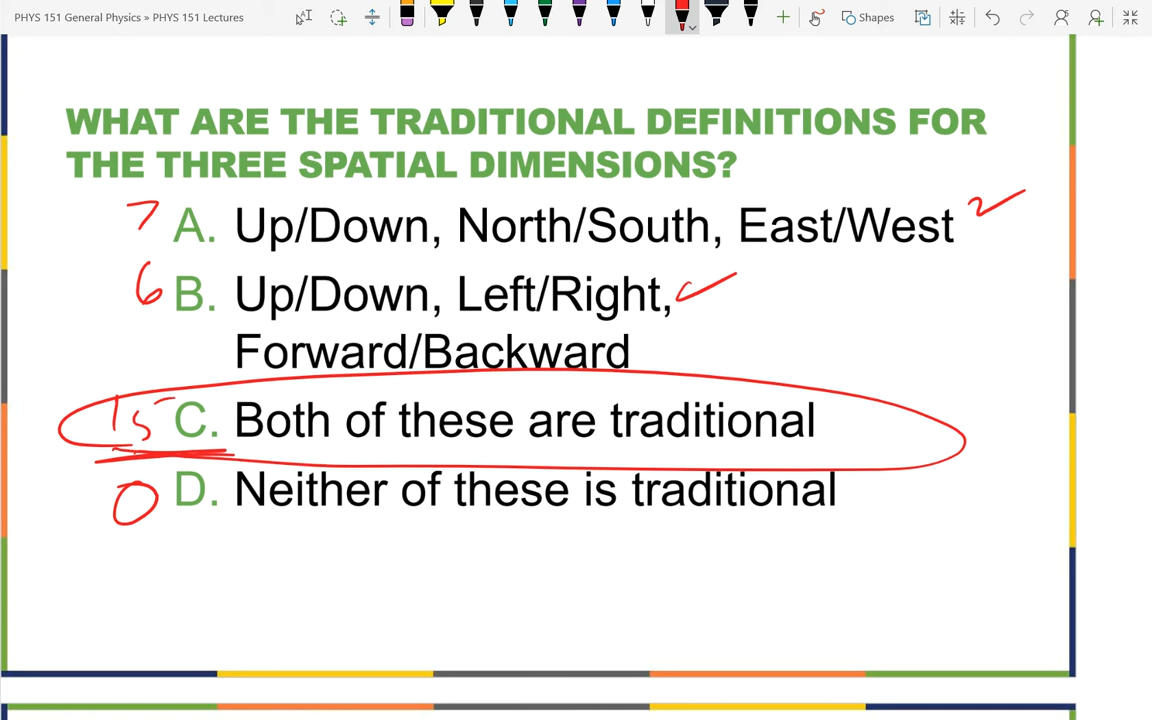 PHYS 151 General Physics » PHYS 151 Lectures
Shapes
WHAT ARE THE TRADITIONAL DEFINITIONS FOR
THE THREE SPATIAL DIMENSIONS?
7 A. Up/Down, North/South, East/West
6 B. Up/Down, Left/Right,
Forward/Backward
15 C. Both of these are traditional
0 D. Neither of these is traditional